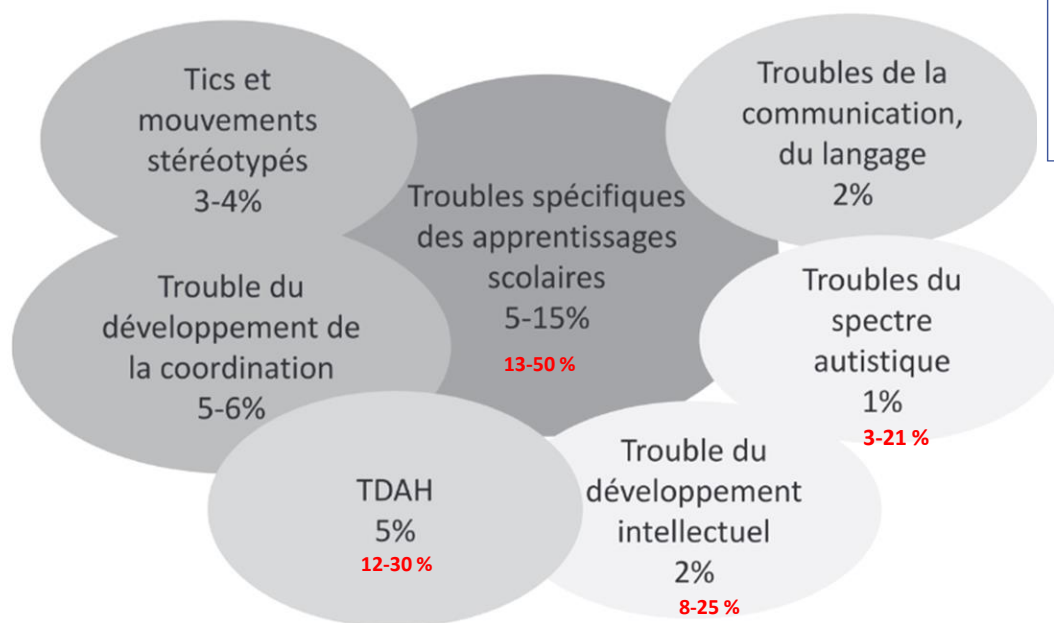 Tics et
mouvements
stéréotypés
3-4%
Troubles de la
communication,
du langage
2%
Troubles spécifiques
des apprentissages
scolaires
5-15%
13-50 %
Trouble du
développement de
la coordination
5-6%
Troubles du
spectre
autistique
1%
3-21 %
TDAH
5%
12-30 %
Trouble du
développement
intellectuel
2%
8-25 %